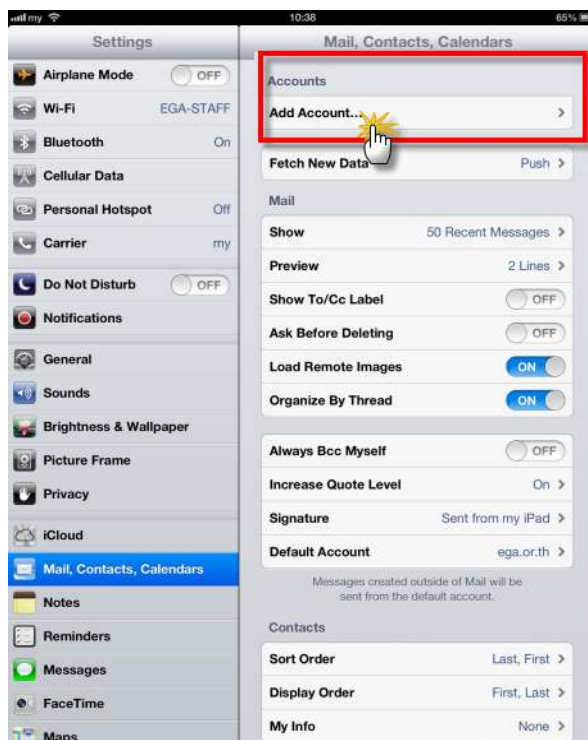 my 10:38 65%
Settings
Airplane Mode OFF
Wi-Fi EGA-STAFF
Bluetooth On
Cellular Data
Personal Hotspot Off
Carrier my
Do Not Disturb OFF
Notifications
General
Sounds
Brightness & Wallpaper
Picture Frame
Privacy
iCloud
Mail, Contacts, Calendars
Notes
Reminders
Messages
FaceTime
Maps
Mail, Contacts, Calendars
Accounts
Add Account...
Fetch New Data Push
Mail
Show 50 Recent Messages
Preview 2 Lines
Show To/Cc Label OFF
Ask Before Deleting OFF
Load Remote Images ON
Organize By Thread ON
Always Bcc Myself OFF
Increase Quote Level On
Signature Sent from my iPad
Default Account ega.or.th
Messages created outside of Mail will be
sent from the default account.
Contacts
Sort Order Last, First
Display Order First, Last
My Info None